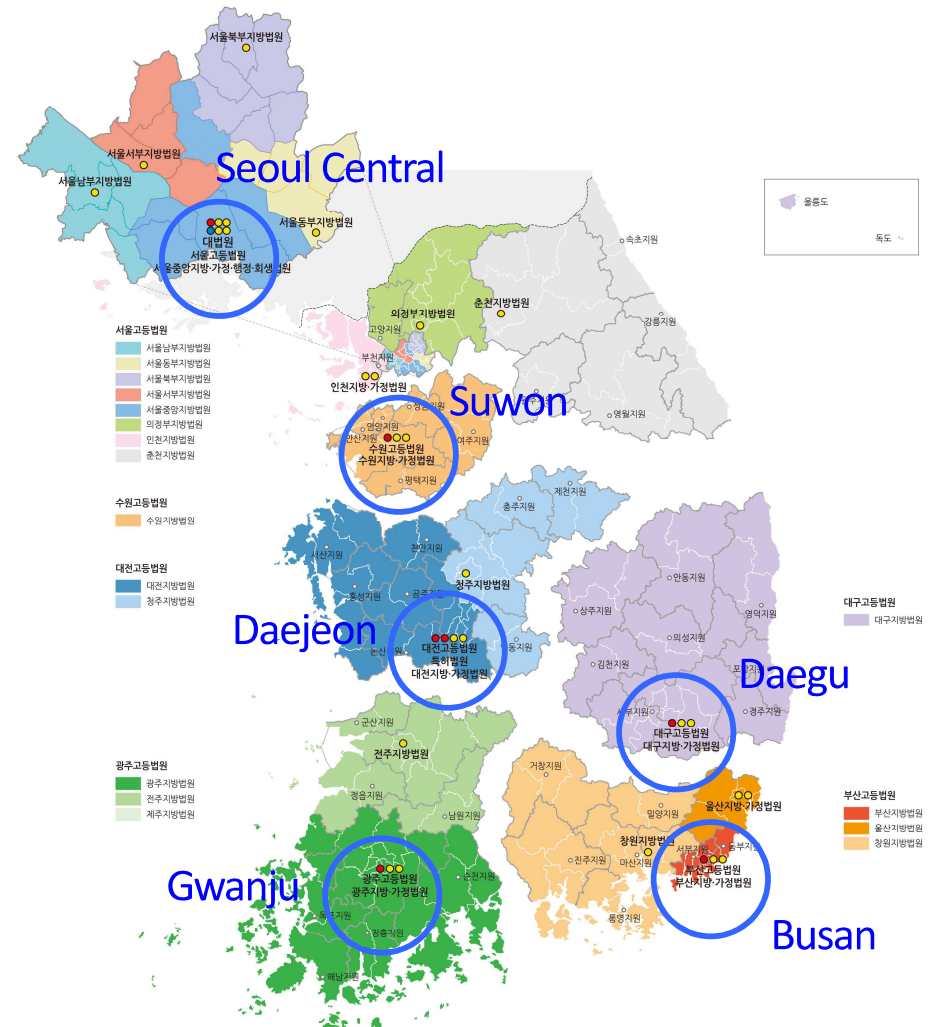 서울북부지방법원
서울서부지방법원
Seoul Central
서울남부지방법원
서울동부지방법원
대법원
서울고등법원
서울중앙지방·가정·행정·회생법원
울릉도
독도
속초지원
춘천지방법원
의정부지방법원
강릉지원
고양지원
부천지원
인천지방·가정법원
영월지원
서울고등법원
서울남부지방법원
서울동부지방법원
서울북부지방법원
서울서부지방법원
서울중앙지방법원
의정부지방법원
인천지방법원
춘천지방법원
Suwon
성남지원
안양지원
안산지원
여주지원
수원고등법원
수원지방·가정법원
평택지원
수원고등법원
수원지방법원
제천지원
충주지원
서산지원
천안지원
청주지방법원
홍성지원
공주지원
대전고등법원
대전지방법원
청주지방법원
Daejeon
대전고등법원
특허법원
대전지방·가정법원
안동지원
상주지원
영덕지원
의성지원
김천지원
대구고등법원
대구지방법원
Daegu
서부지원
경주지원
대구고등법원
대구지방·가정법원
군산지원
전주지방법원
정읍지원
남원지원
광주고등법원
광주지방법원
전주지방법원
제주지방법원
거창지원
밀양지원
울산지방·가정법원
창원지방법원
마산지원
진주지원
서부지원
동부지원
부산고등법원
부산지방·가정법원
통영지원
부산고등법원
부산지방법원
울산지방법원
창원지방법원
Gwanju
광주고등법원
광주지방·가정법원
순천지원
장흥지원
해남지원
Busan